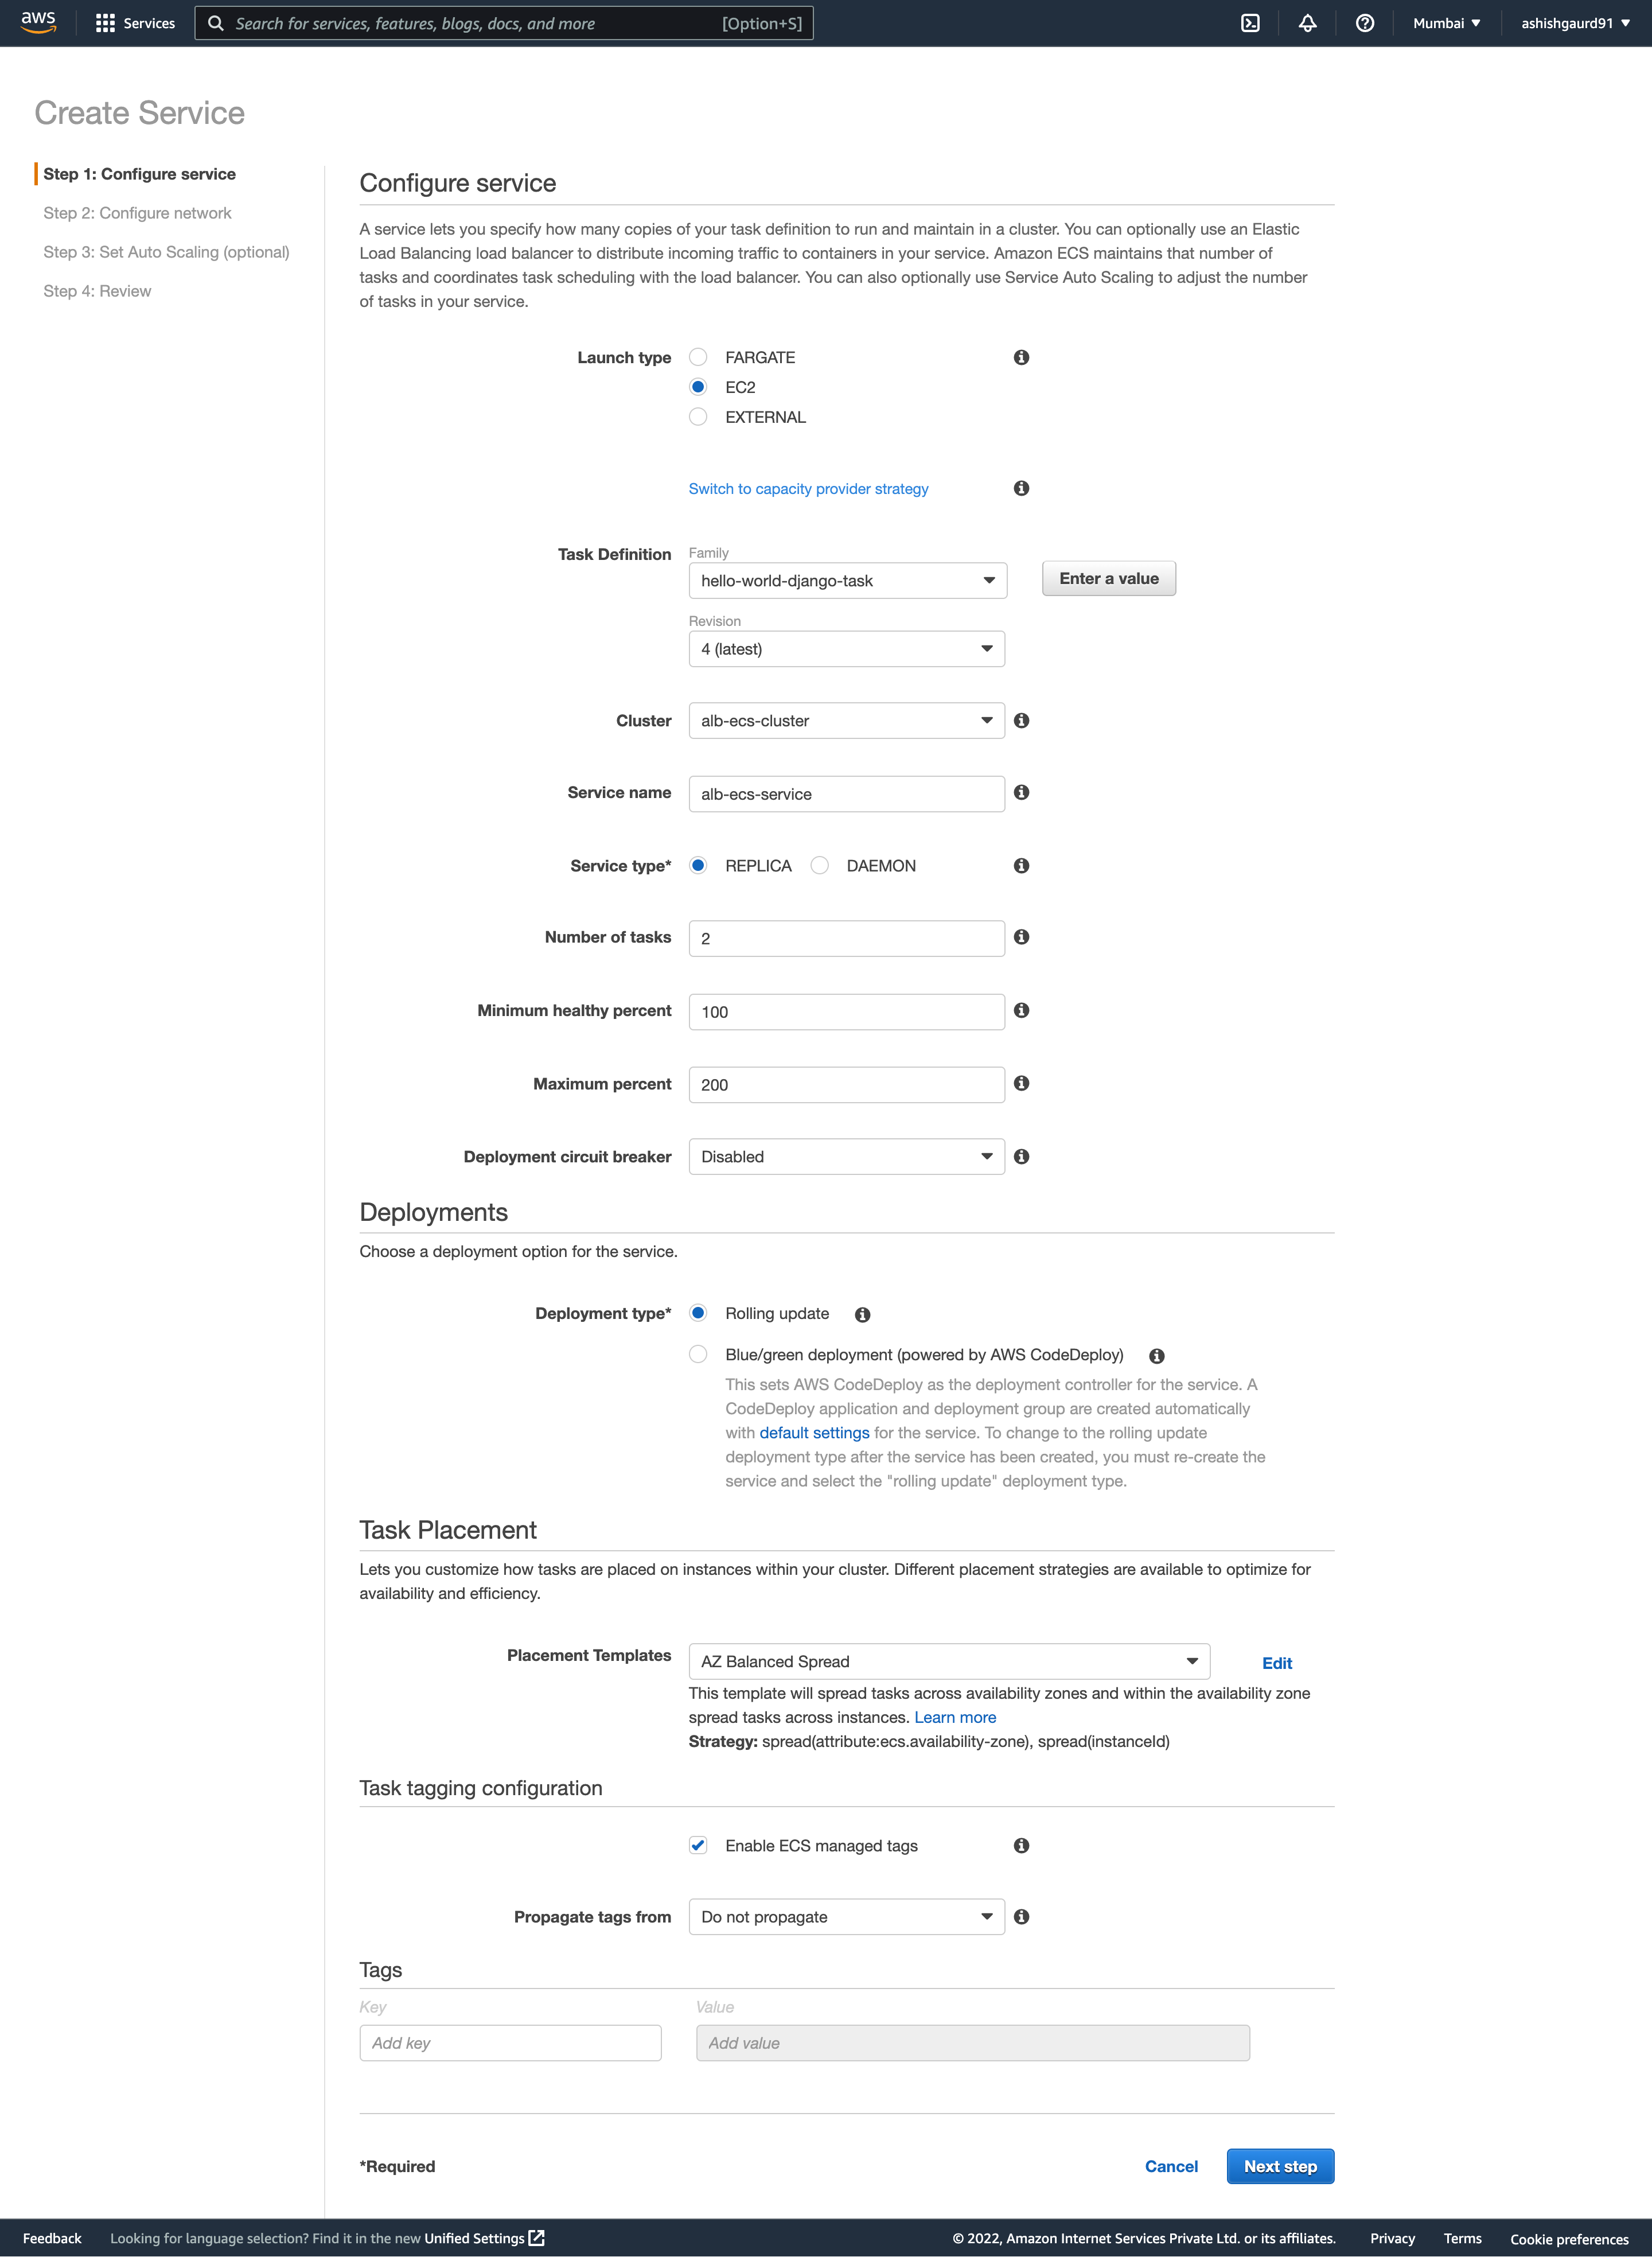 aws
Services
Search for services, features, blogs, docs, and more
[Option+S]
Mumbai
ashishgaurd91
Create Service
Step 1: Configure service
Step 2: Configure network
Step 3: Set Auto Scaling (optional)
Step 4: Review
Configure service
A service lets you specify how many copies of your task definition to run and maintain in a cluster. You can optionally use an Elastic
Load Balancing load balancer to distribute incoming traffic to containers in your service. Amazon ECS maintains that number of
tasks and coordinates task scheduling with the load balancer. You can also optionally use Service Auto Scaling to adjust the number
of tasks in your service.
Launch type
FARGATE
EC2
EXTERNAL
Switch to capacity provider strategy
Task Definition
Family
hello-world-django-task
Enter a value
Revision
4 (latest)
Cluster
alb-ecs-cluster
Service name
alb-ecs-service
Service type*
REPLICA
DAEMON
Number of tasks
2
Minimum healthy percent
100
Maximum percent
200
Deployment circuit breaker
Disabled
Deployments
Choose a deployment option for the service.
Deployment type*
Rolling update
Blue/green deployment (powered by AWS CodeDeploy)
This sets AWS CodeDeploy as the deployment controller for the service. A
CodeDeploy application and deployment group are created automatically
with default settings for the service. To change to the rolling update
deployment type after the service has been created, you must re-create the
service and select the "rolling update" deployment type.
Task Placement
Lets you customize how tasks are placed on instances within your cluster. Different placement strategies are available to optimize for
availability and efficiency.
Placement Templates
AZ Balanced Spread
Edit
This template will spread tasks across availability zones and within the availability zone
spread tasks across instances. Learn more
Strategy: spread(attribute:ecs.availability-zone), spread(instanceId)
Task tagging configuration
Enable ECS managed tags
Propagate tags from
Do not propagate
Tags
Key
Value
Add key
Add value
*Required
Cancel
Next step
Feedback
Looking for language selection? Find it in the new Unified Settings
© 2022, Amazon Internet Services Private Ltd. or its affiliates.
Privacy
Terms
Cookie preferences